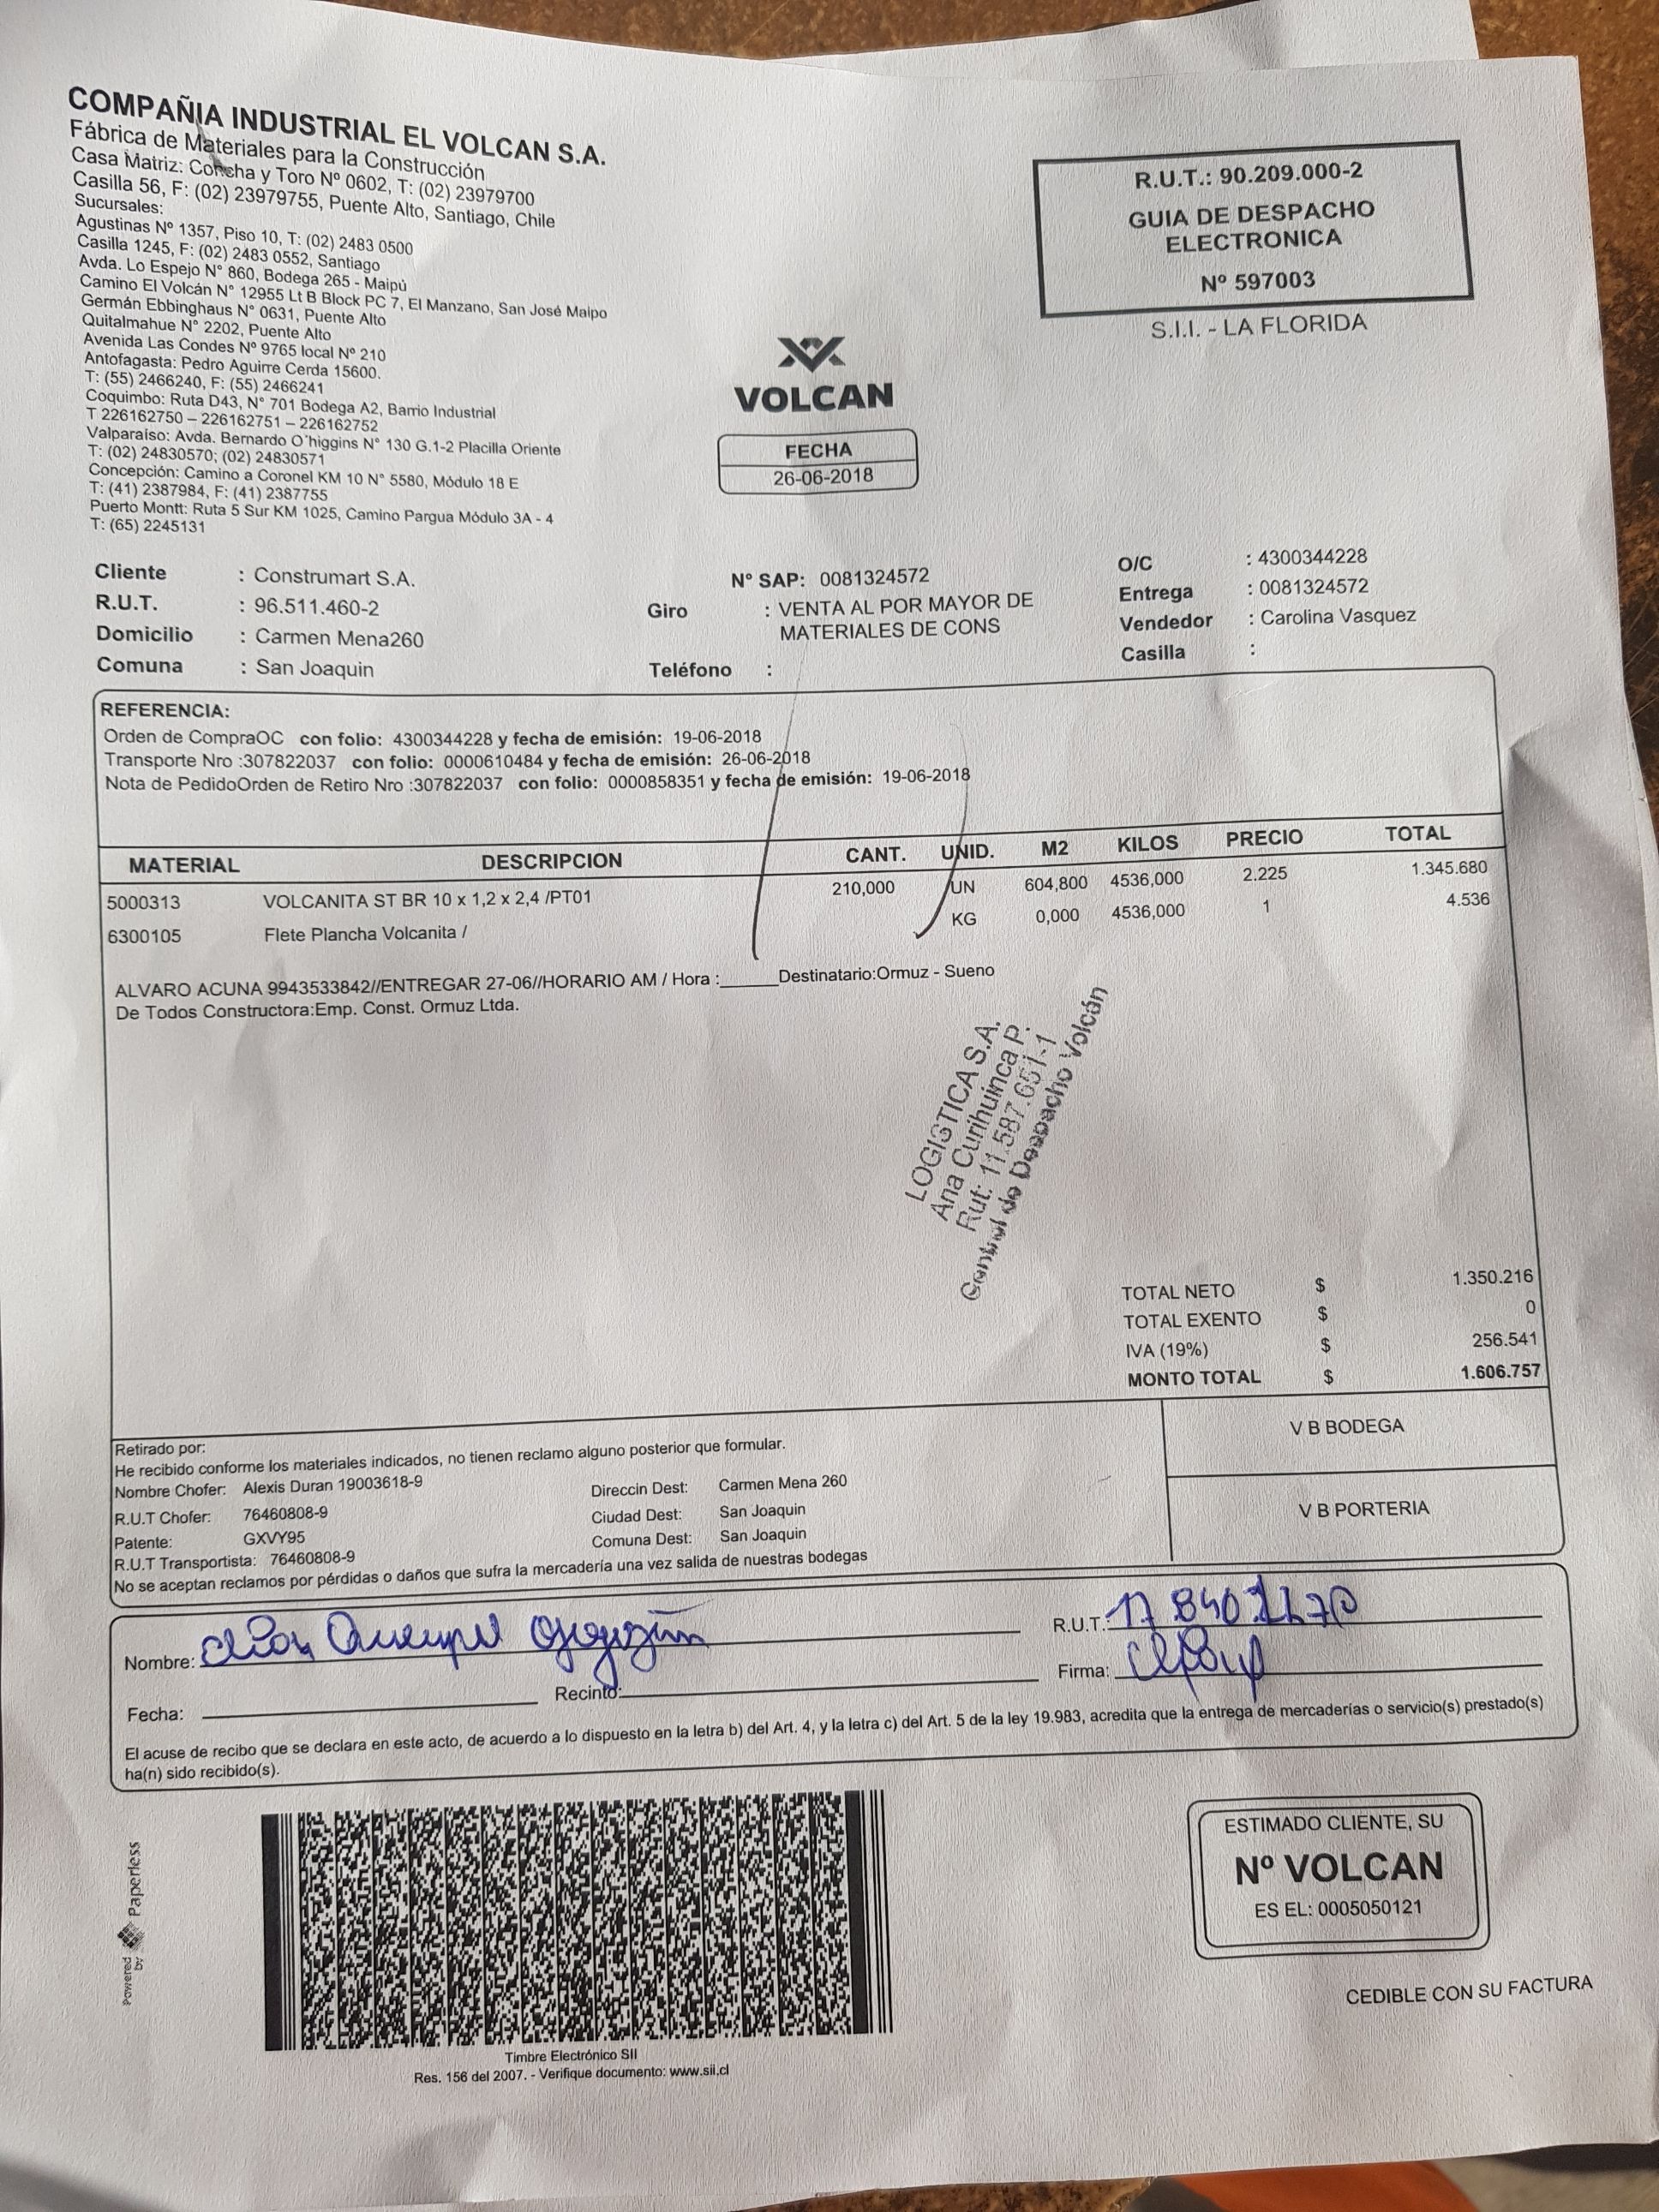 COMPAÑIA INDUSTRIAL EL VOLCAN S.A.
Fábrica de Materiales para la Construcción
Casa Matriz: Concha y Toro Nº 0602, T: (02) 23979700
Casilla 56, F: (02) 23979755, Puente Alto, Santiago, Chile
Sucursales:
Agustinas Nº 1357, Piso 10, T: (02) 2483 0500
Casilla 1245, F: (02) 2483 0552, Santiago
Avda. Lo Espejo N° 860, Bodega 265 - Maipù
Camino El Volcán N° 12955 Lt B Block PC 7, El Manzano, San José Maipo
Germán Ebbinghaus N° 0631, Puente Alto
Quitalmahue N° 2202, Puente Alto
Avenida Las Condes Nº 9765 local Nº 210
Antofagasta: Pedro Aguirre Cerda 15600.
T: (55) 2466240, F: (55) 2466241
Coquimbo: Ruta D43, N° 701 Bodega A2, Barrio Industrial
T 226162750 – 226162751 – 226162752
Valparaíso: Avda. Bernardo O´higgins N° 130 G.1-2 Placilla Oriente
T: (02) 24830570; (02) 24830571
Concepción: Camino a Coronel KM 10 N° 5580, Módulo 18 E
T: (41) 2387984, F: (41) 2387755
Puerto Montt: Ruta 5 Sur KM 1025, Camino Pargua Módulo 3A - 4
T: (65) 2245131
R.U.T.: 90.209.000-2
GUIA DE DESPACHO
ELECTRONICA
Nº 597003
S.I.I. - LA FLORIDA
VOLCAN
FECHA
26-06-2018
Cliente : Construmart S.A.
R.U.T. : 96.511.460-2
Domicilio : Carmen Mena260
Comuna : San Joaquin
N° SAP: 0081324572
Giro : VENTA AL POR MAYOR DE
MATERIALES DE CONS
Teléfono :
O/C : 4300344228
Entrega : 0081324572
Vendedor : Carolina Vasquez
Casilla :
REFERENCIA:
Orden de CompraOC con folio: 4300344228 y fecha de emisión: 19-06-2018
Transporte Nro :307822037 con folio: 0000610484 y fecha de emisión: 26-06-2018
Nota de PedidoOrden de Retiro Nro :307822037 con folio: 0000858351 y fecha de emisión: 19-06-2018
MATERIAL DESCRIPCION CANT. UNID. M2 KILOS PRECIO TOTAL
5000313 VOLCANITA ST BR 10 x 1,2 x 2,4 /PT01 210,000 UN 604,800 4536,000 2.225 1.345.680
6300105 Flete Plancha Volcanita / KG 0,000 4536,000 1 4.536
ALVARO ACUNA 9943533842//ENTREGAR 27-06//HORARIO AM / Hora :______Destinatario:Ormuz - Sueno
De Todos Constructora:Emp. Const. Ormuz Ltda.
LOGISTICA S.A.
Ana Curihuinca P.
Rut: 11.587.651-1
Control de Despacho Volcán
TOTAL NETO $ 1.350.216
TOTAL EXENTO $ 0
IVA (19%) $ 256.541
MONTO TOTAL $ 1.606.757
Retirado por:
He recibido conforme los materiales indicados, no tienen reclamo alguno posterior que formular.
Nombre Chofer: Alexis Duran 19003618-9
R.U.T Chofer: 76460808-9
Patente: GXVY95
R.U.T Transportista: 76460808-9
Direccin Dest: Carmen Mena 260
Ciudad Dest: San Joaquin
Comuna Dest: San Joaquin
No se aceptan reclamos por pérdidas o daños que sufra la mercadería una vez salida de nuestras bodegas
V B BODEGA
V B PORTERIA
Nombre:
R.U.T.:
Fecha:
Recinto:
Firma:
El acuse de recibo que se declara en este acto, de acuerdo a lo dispuesto en la letra b) del Art. 4, y la letra c) del Art. 5 de la ley 19.983, acredita que la entrega de mercaderías o servicio(s) prestado(s)
ha(n) sido recibido(s).
Powered by Paperless
Timbre Electrónico SII
Res. 156 del 2007. - Verifique documento: www.sii.cl
ESTIMADO CLIENTE, SU
Nº VOLCAN
ES EL: 0005050121
CEDIBLE CON SU FACTURA